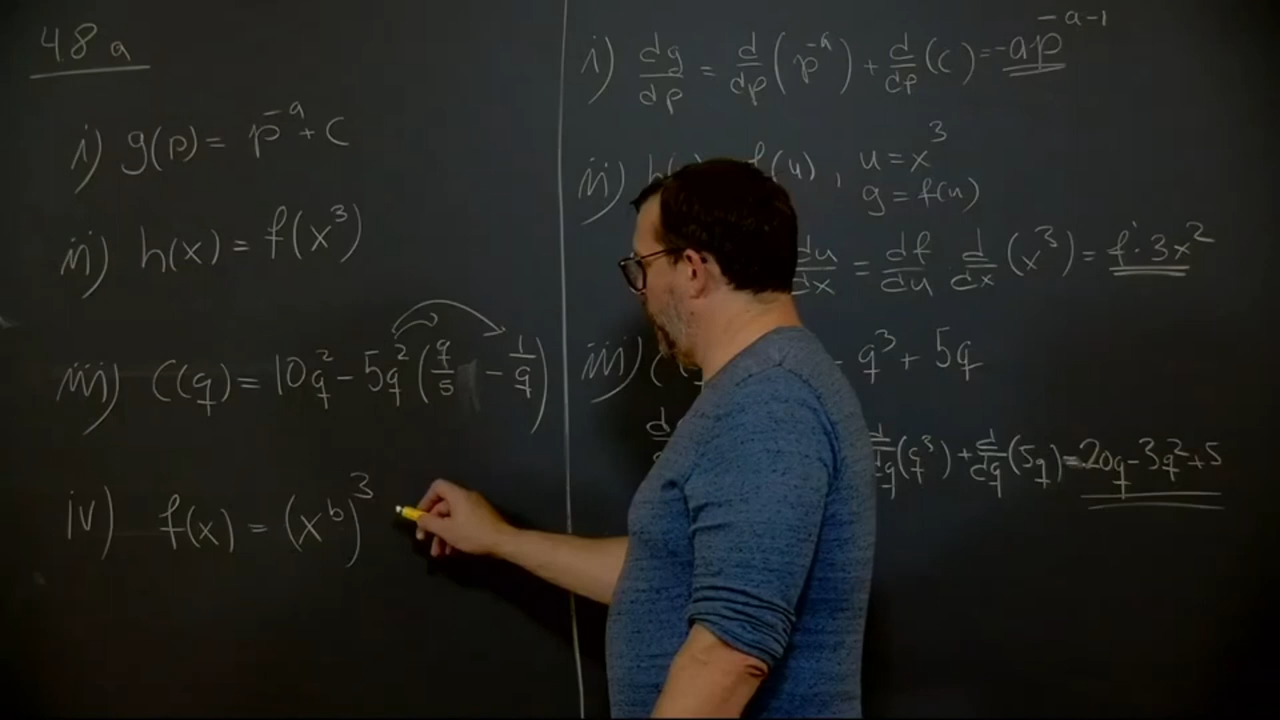 48 a
i) g(p) = p^-a + C
ii) h(x) = f(x^3)
iii) C(q) = 10q^2 - 5q^2 (q/5 - 1/q)
iv) f(x) = (x^b)^3
i) dg/dp = d/dp (p^-a) + d/dp (C) = -ap^-a-1
ii) (u), u = x^3
g = f(u)
du/dx = df/du · d/dx (x^3) = f · 3x^2
iii) - q^3 + 5q
d/dq (q^3) + d/dq (5q) = 20q - 3q^2 + 5